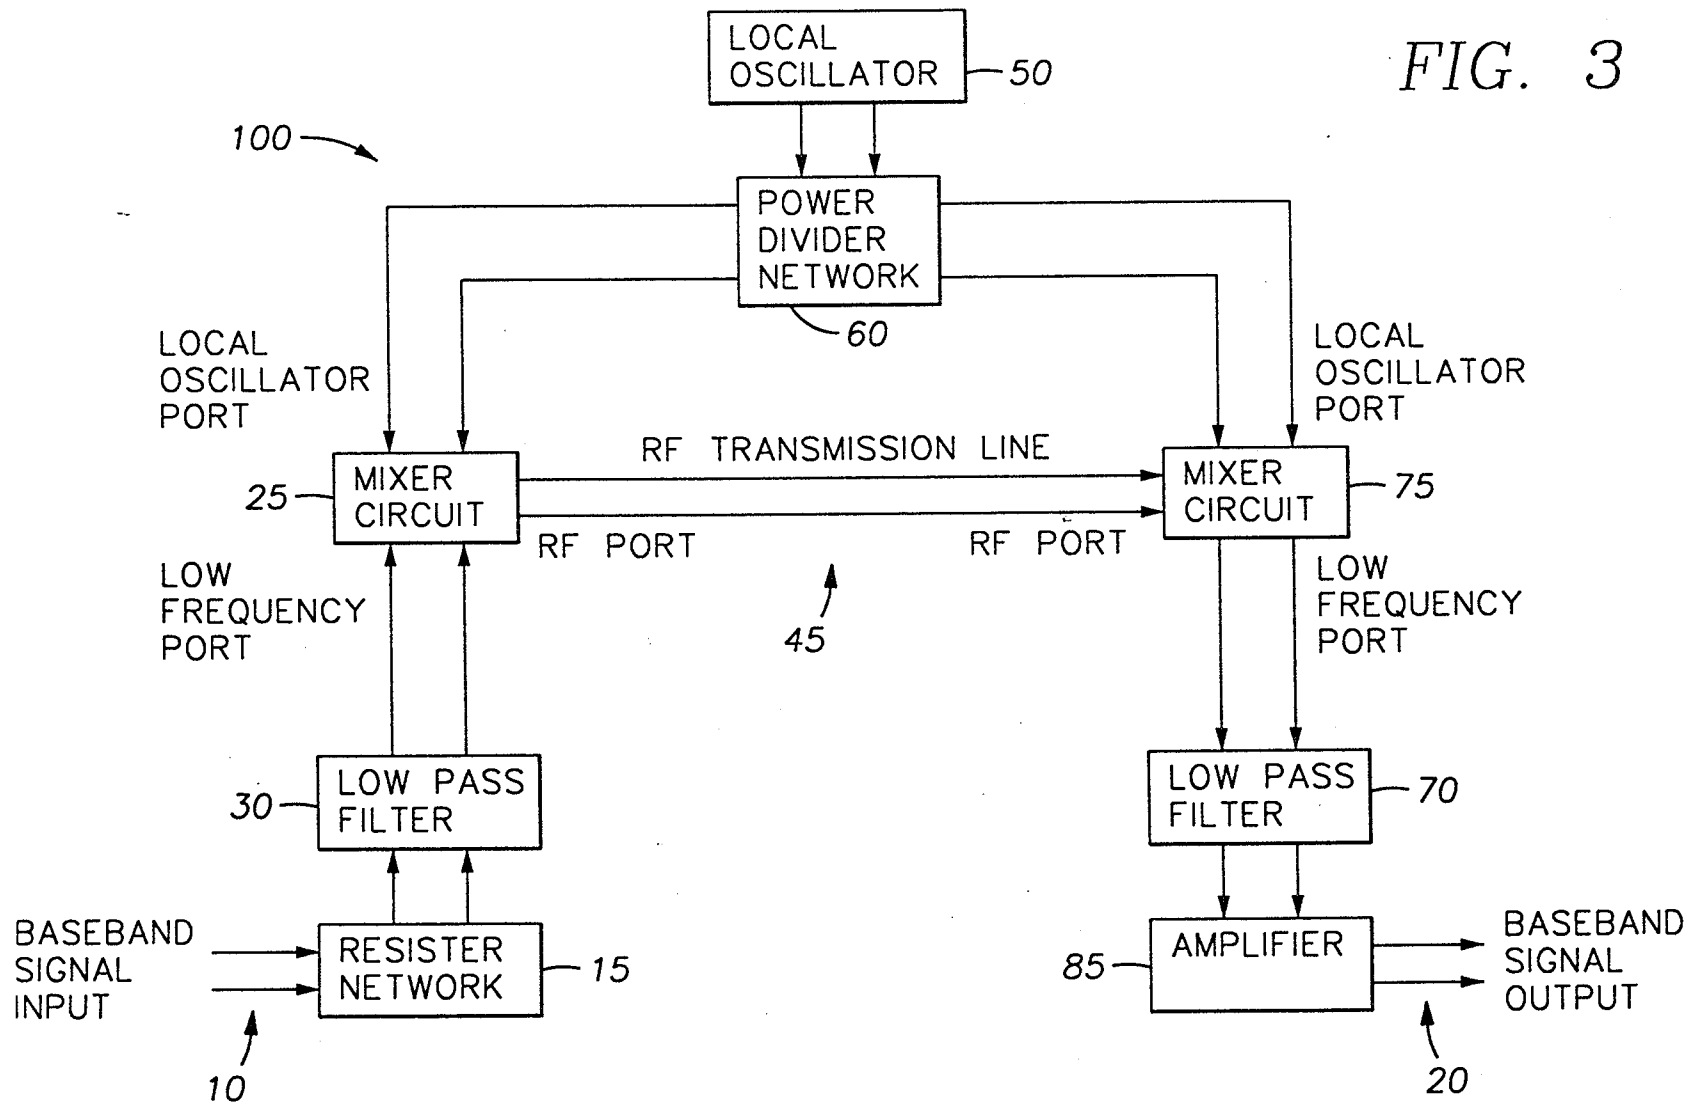 FIG. 3
LOCAL
OSCILLATOR
50
100
POWER
DIVIDER
NETWORK
60
LOCAL
OSCILLATOR
PORT
LOCAL
OSCILLATOR
PORT
RF TRANSMISSION LINE
25
MIXER
CIRCUIT
MIXER
CIRCUIT
75
RF PORT
RF PORT
LOW
FREQUENCY
PORT
45
LOW
FREQUENCY
PORT
30
LOW PASS
FILTER
LOW PASS
FILTER
70
BASEBAND
SIGNAL
INPUT
RESISTER
NETWORK
15
85
AMPLIFIER
BASEBAND
SIGNAL
OUTPUT
10
20